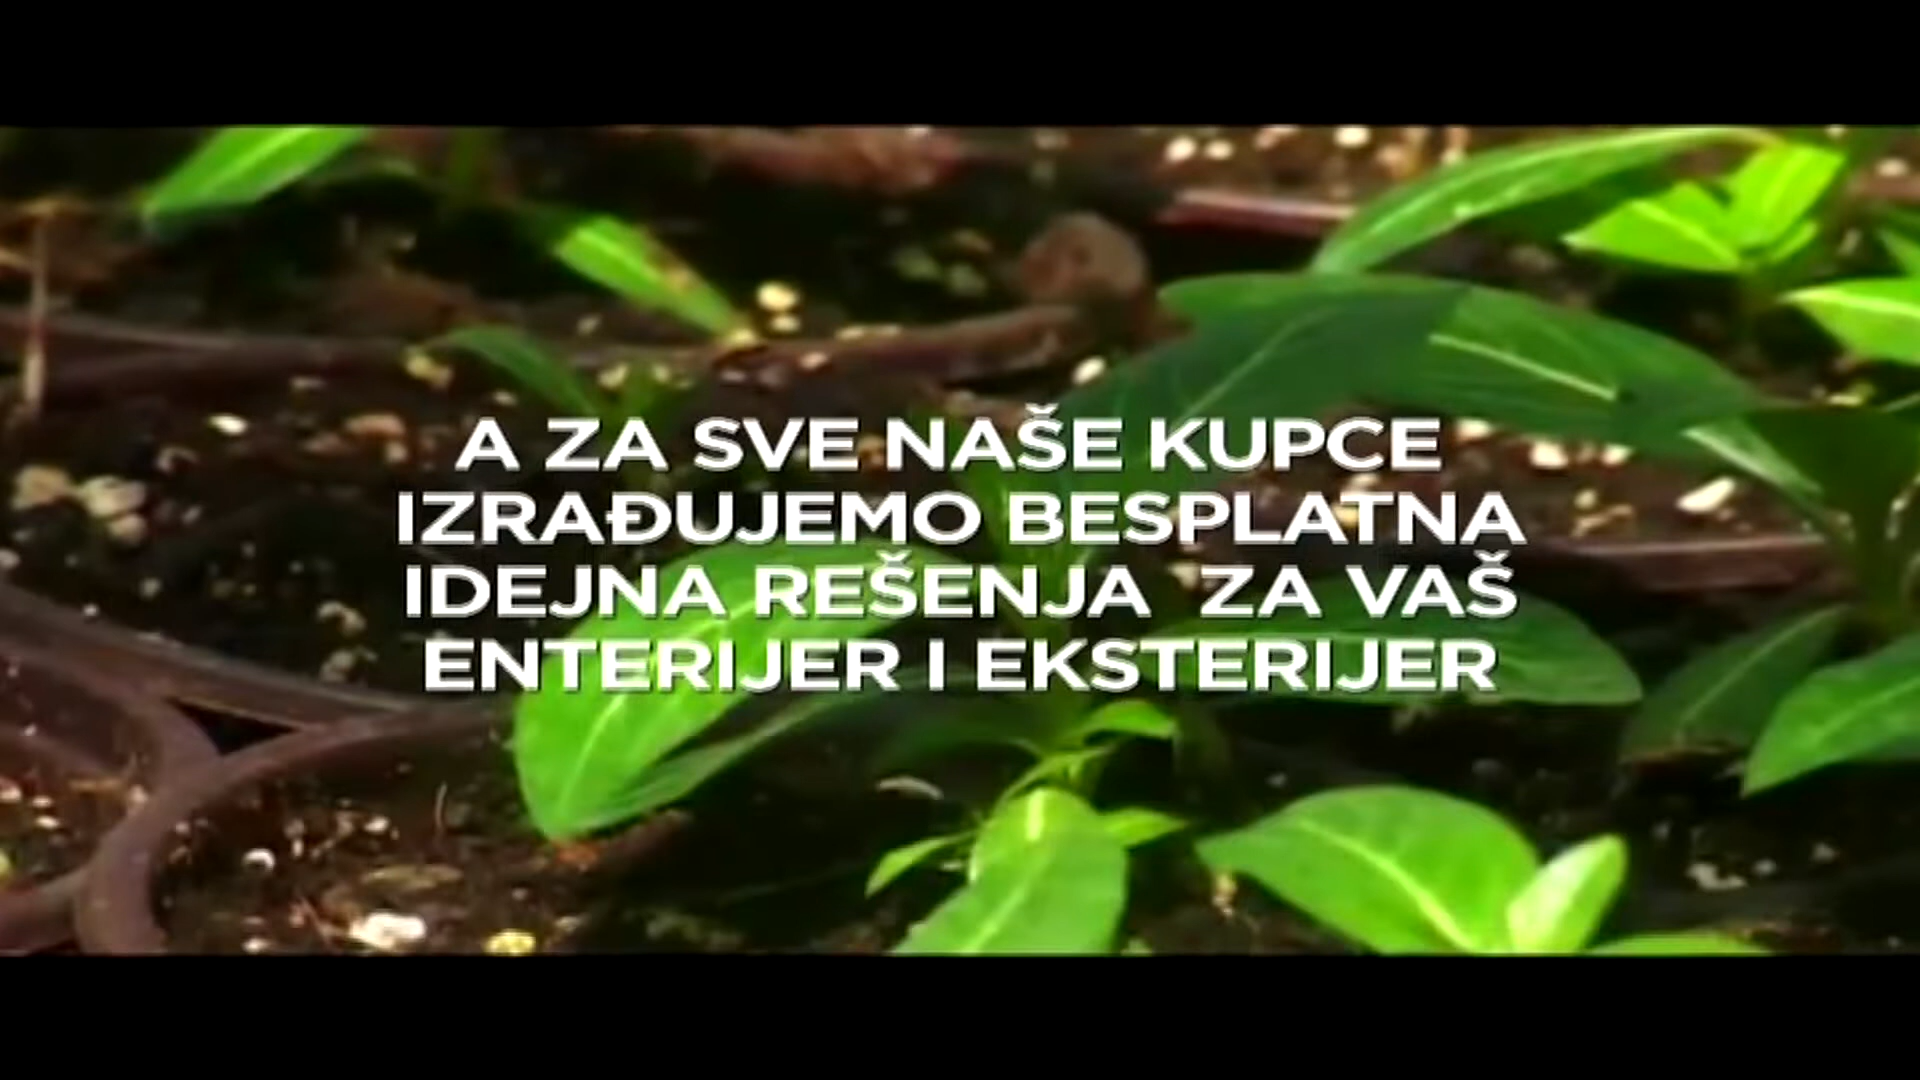 A ZA SVE NAŠE KUPCE
IZRAĐUJEMO BESPLATNA
IDEJNA REŠENJA ZA VAŠ
ENTERIJER I EKSTERIJER